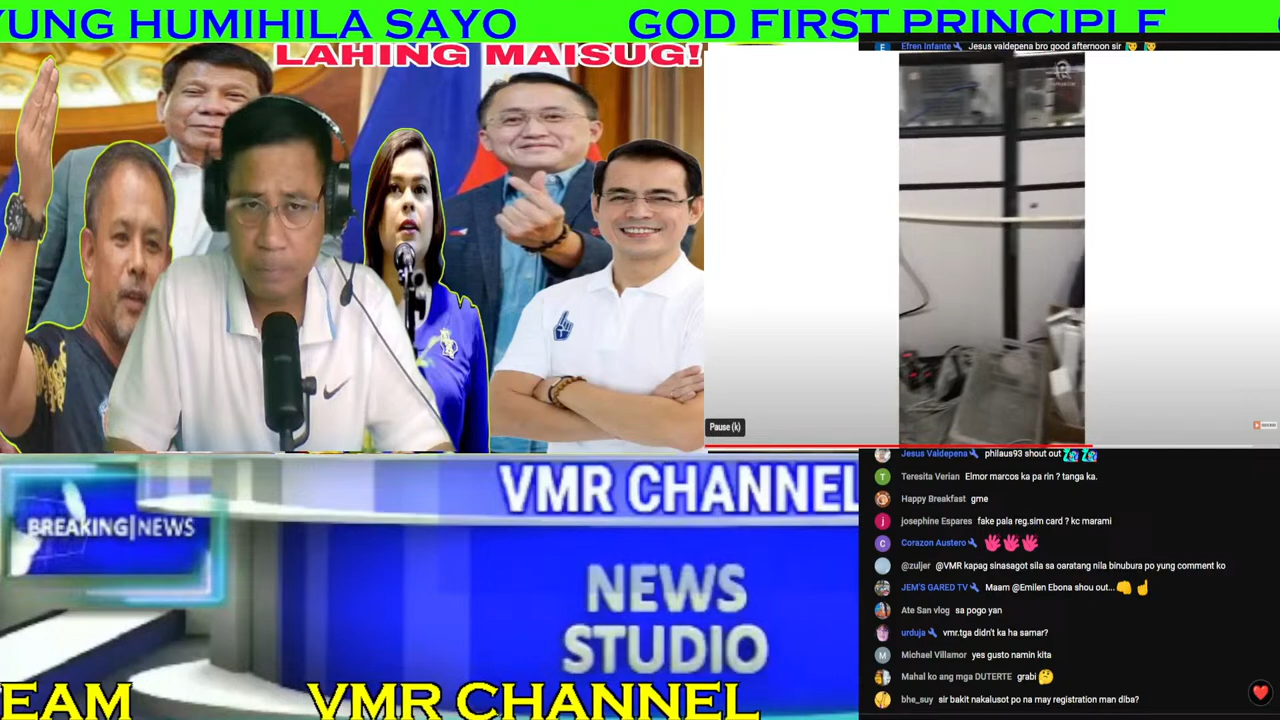 YUNG HUMIHILA SAYO
GOD FIRST PRINCIPLE
LAHING MAISUG!
Efren Infante Jesus valdepena bro good afternoon sir
Pause (k)
Jesus Valdepena philaus93 shout out
Teresita Verian Elmor marcos ka pa rin ? tanga ka.
Happy Breakfast gme
josephine Espares fake pala reg.sim card ? kc marami
Corazon Austero
@zuljer @VMR kapag sinasagot sila sa oaratang nila binubura po yung comment ko
JEM'S GARED TV Maam @Emilen Ebona shou out...
Ate San vlog sa pogo yan
urduja vmr.tga didn't ka ha samar?
Michael Villamor yes gusto namin kita
Mahal ko ang mga DUTERTE grabi
bhe_suy sir bakit nakalusot po na may registration man diba?
VMR CHANNEL
BREAKING|NEWS
NEWS
STUDIO
EAM
VMR CHANNEL